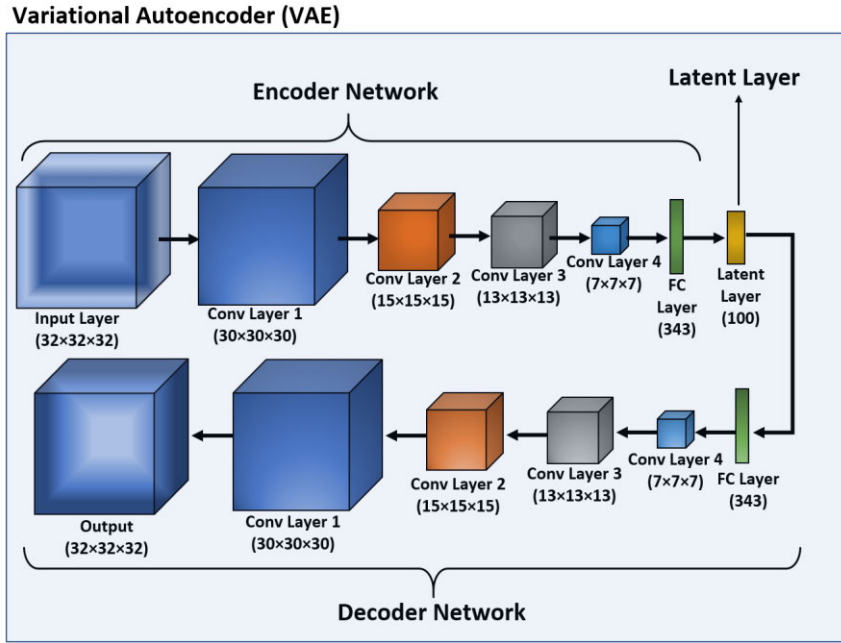 Variational Autoencoder (VAE)
Latent Layer
Encoder Network
Input Layer
(32×32×32)
Conv Layer 1
(30×30×30)
Conv Layer 2
(15×15×15)
Conv Layer 3
(13×13×13)
Conv Layer 4
(7×7×7)
FC
Layer
(343)
Latent
Layer
(100)
Output
(32×32×32)
Conv Layer 1
(30×30×30)
Conv Layer 2
(15×15×15)
Conv Layer 3
(13×13×13)
Conv Layer 4
(7×7×7)
FC Layer
(343)
Decoder Network